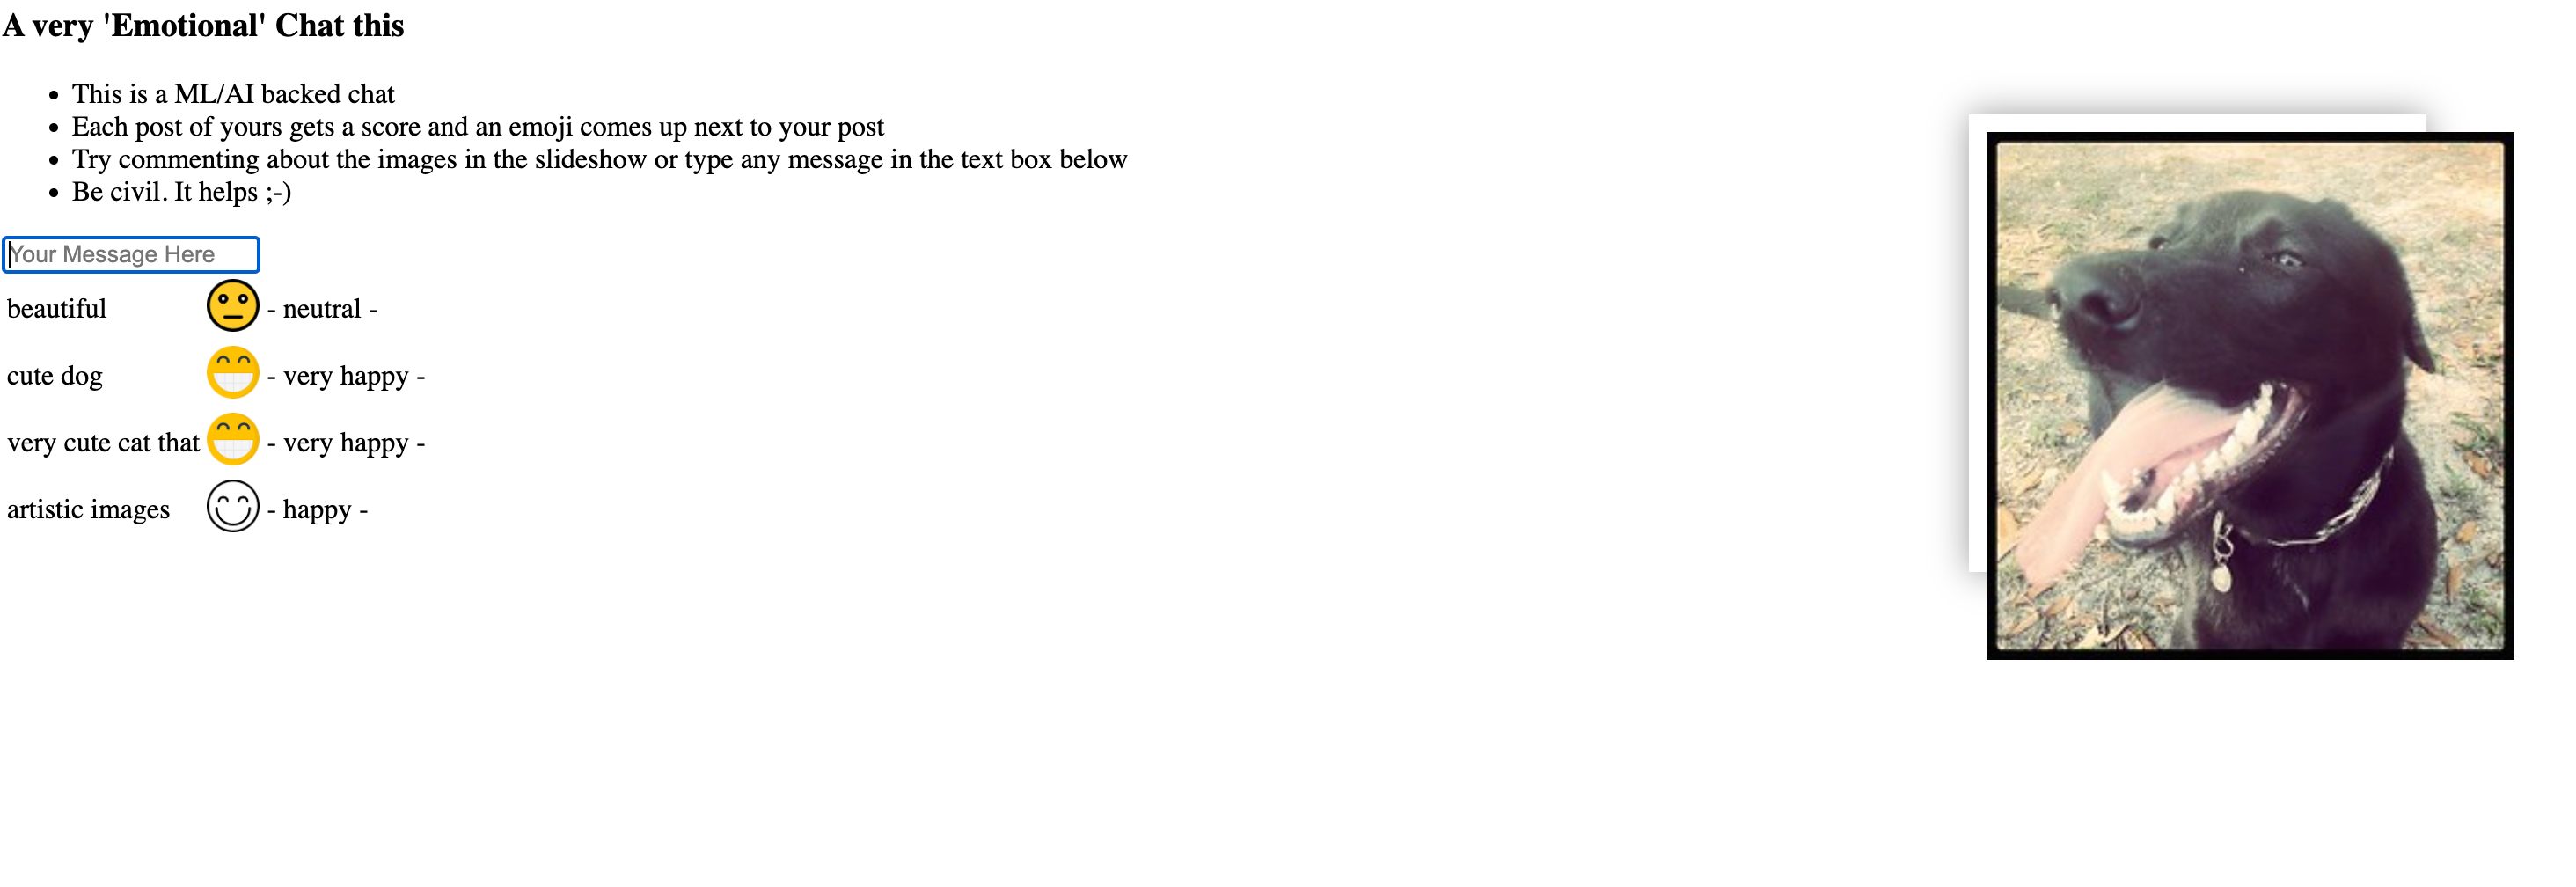 A very 'Emotional' Chat this
• This is a ML/AI backed chat
• Each post of yours gets a score and an emoji comes up next to your post
• Try commenting about the images in the slideshow or type any message in the text box below
• Be civil. It helps ;-)
Your Message Here
beautiful - neutral -
cute dog - very happy -
very cute cat that - very happy -
artistic images - happy -